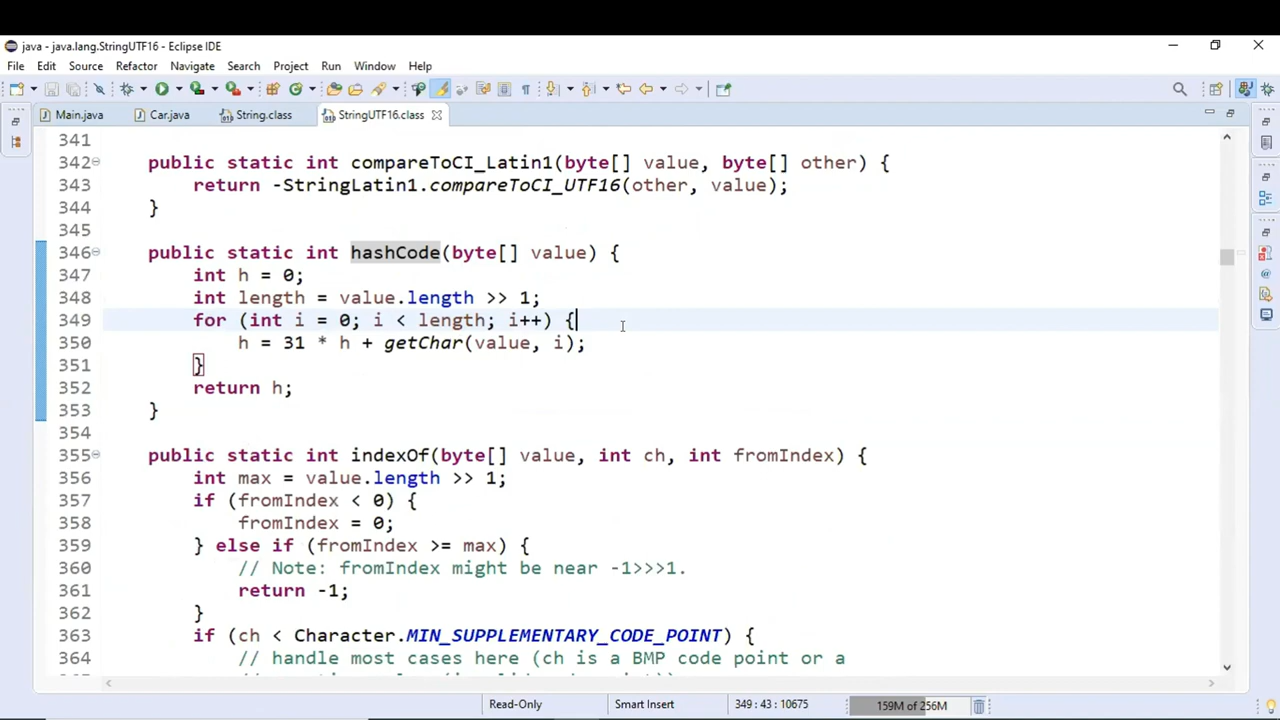 java - java.lang.StringUTF16 - Eclipse IDE
File Edit Source Refactor Navigate Search Project Run Window Help
Main.java Car.java String.class StringUTF16.class
341
342 public static int compareToCI_Latin1(byte[] value, byte[] other) {
343 return -StringLatin1.compareToCI_UTF16(other, value);
344 }
345
346 public static int hashCode(byte[] value) {
347 int h = 0;
348 int length = value.length >> 1;
349 for (int i = 0; i < length; i++) {
350 h = 31 * h + getChar(value, i);
351 }
352 return h;
353 }
354
355 public static int indexOf(byte[] value, int ch, int fromIndex) {
356 int max = value.length >> 1;
357 if (fromIndex < 0) {
358 fromIndex = 0;
359 } else if (fromIndex >= max) {
360 // Note: fromIndex might be near -1>>>1.
361 return -1;
362 }
363 if (ch < Character.MIN_SUPPLEMENTARY_CODE_POINT) {
364 // handle most cases here (ch is a BMP code point or a
Read-Only Smart Insert 349 : 43 : 10675 159M of 256M